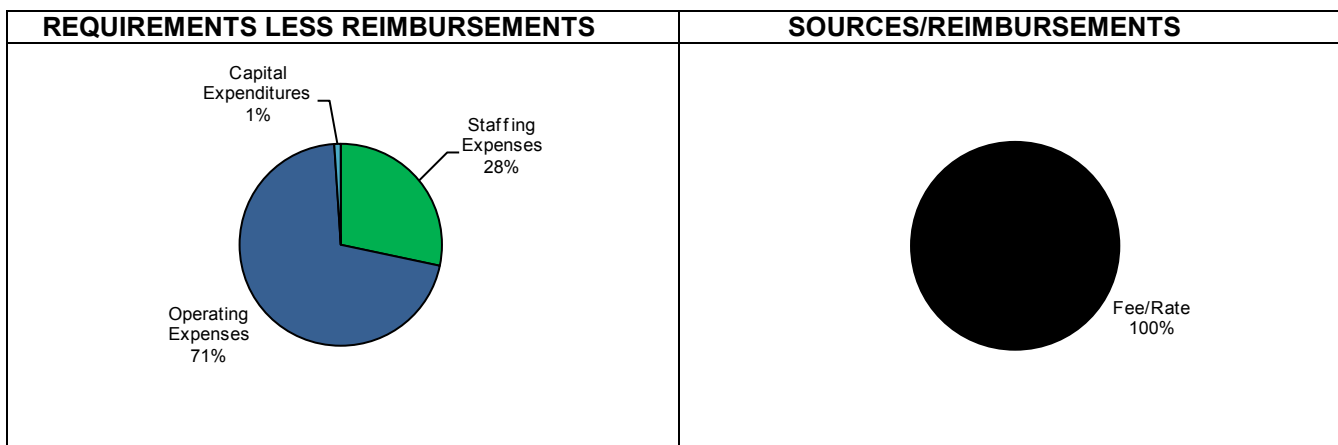 REQUIREMENTS LESS REIMBURSEMENTS
SOURCES/REIMBURSEMENTS
Capital
Expenditures
1%
Staffing
Expenses
28%
Operating
Expenses
71%
Fee/Rate
100%